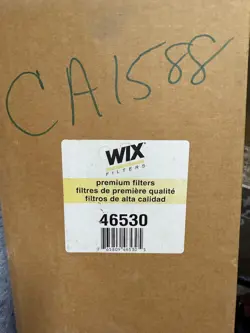 CA1588
WIX
FILTERS
premium filters
filtres de première qualité
filtros de alta calidad
46530